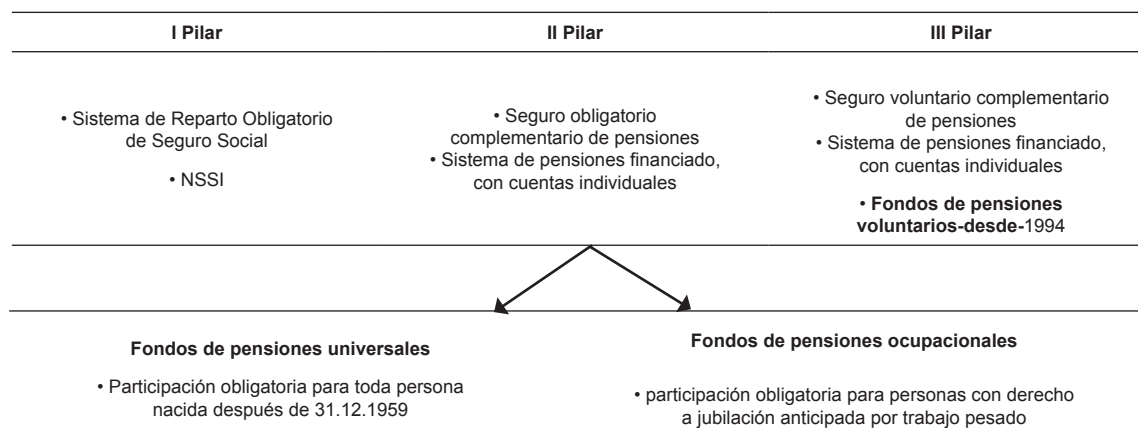 I Pilar
II Pilar
III Pilar
• Sistema de Reparto Obligatorio
de Seguro Social
• NSSI
• Seguro obligatorio
complementario de pensiones
• Sistema de pensiones financiado,
con cuentas individuales
• Seguro voluntario complementario
de pensiones
• Sistema de pensiones financiado,
con cuentas individuales
• Fondos de pensiones
voluntarios-desde-1994
Fondos de pensiones universales
• Participación obligatoria para toda persona
nacida después de 31.12.1959
Fondos de pensiones ocupacionales
• participación obligatoria para personas con derecho
a jubilación anticipada por trabajo pesado